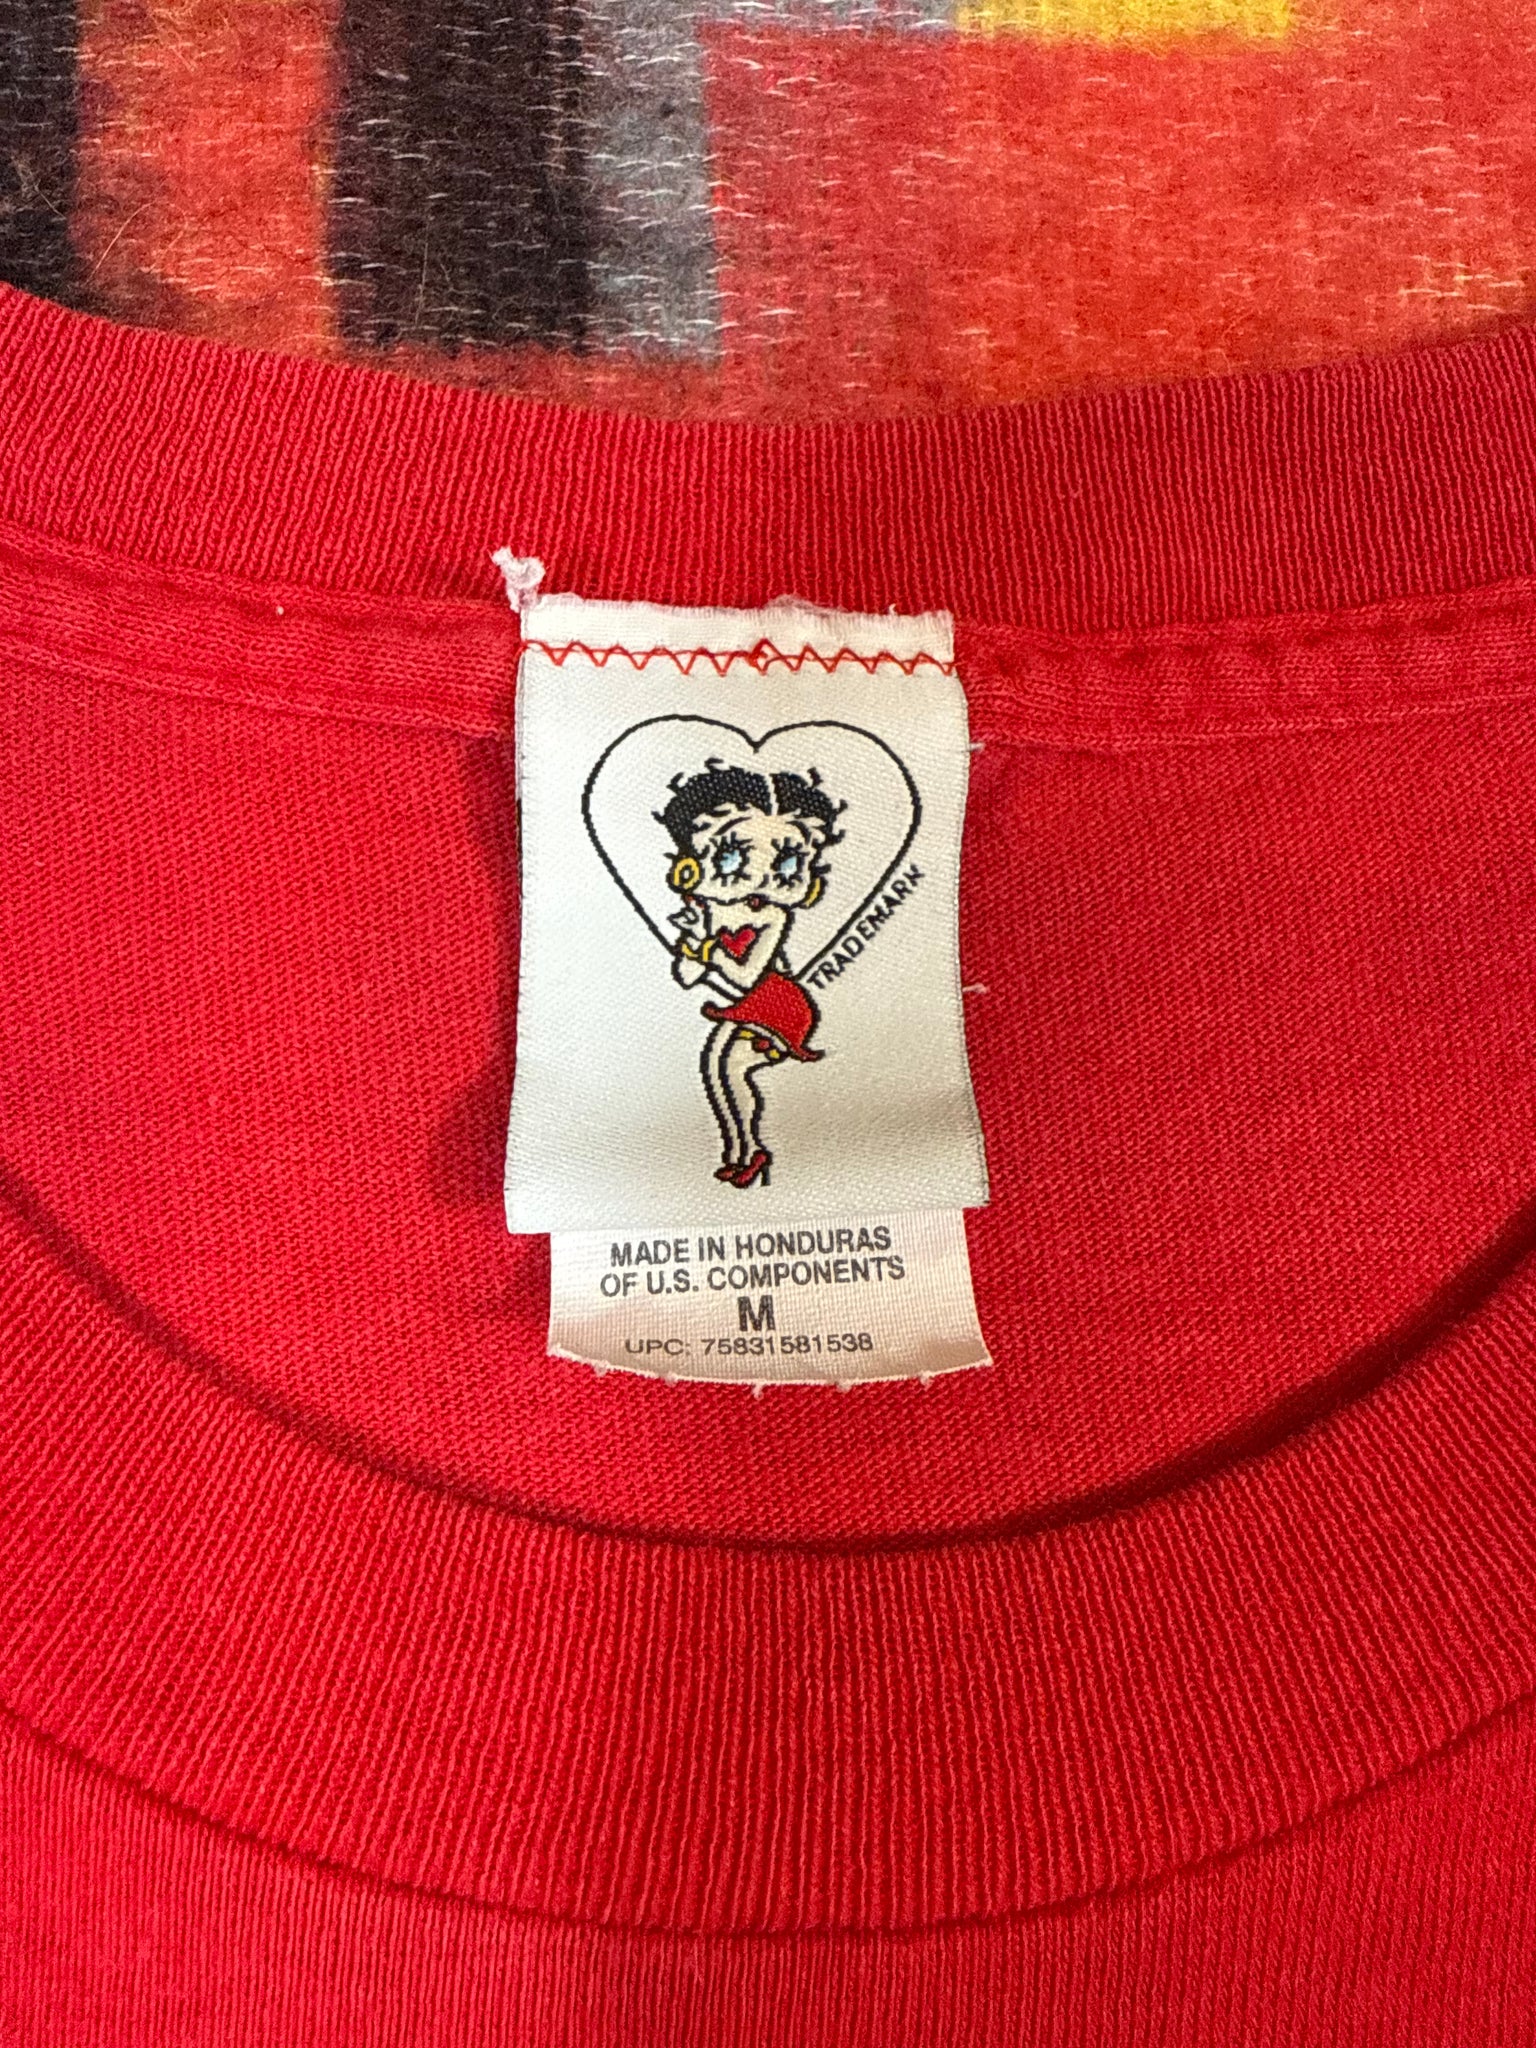 TRADEMARK
MADE IN HONDURAS
OF U.S. COMPONENTS
M
UPC: 75831581538